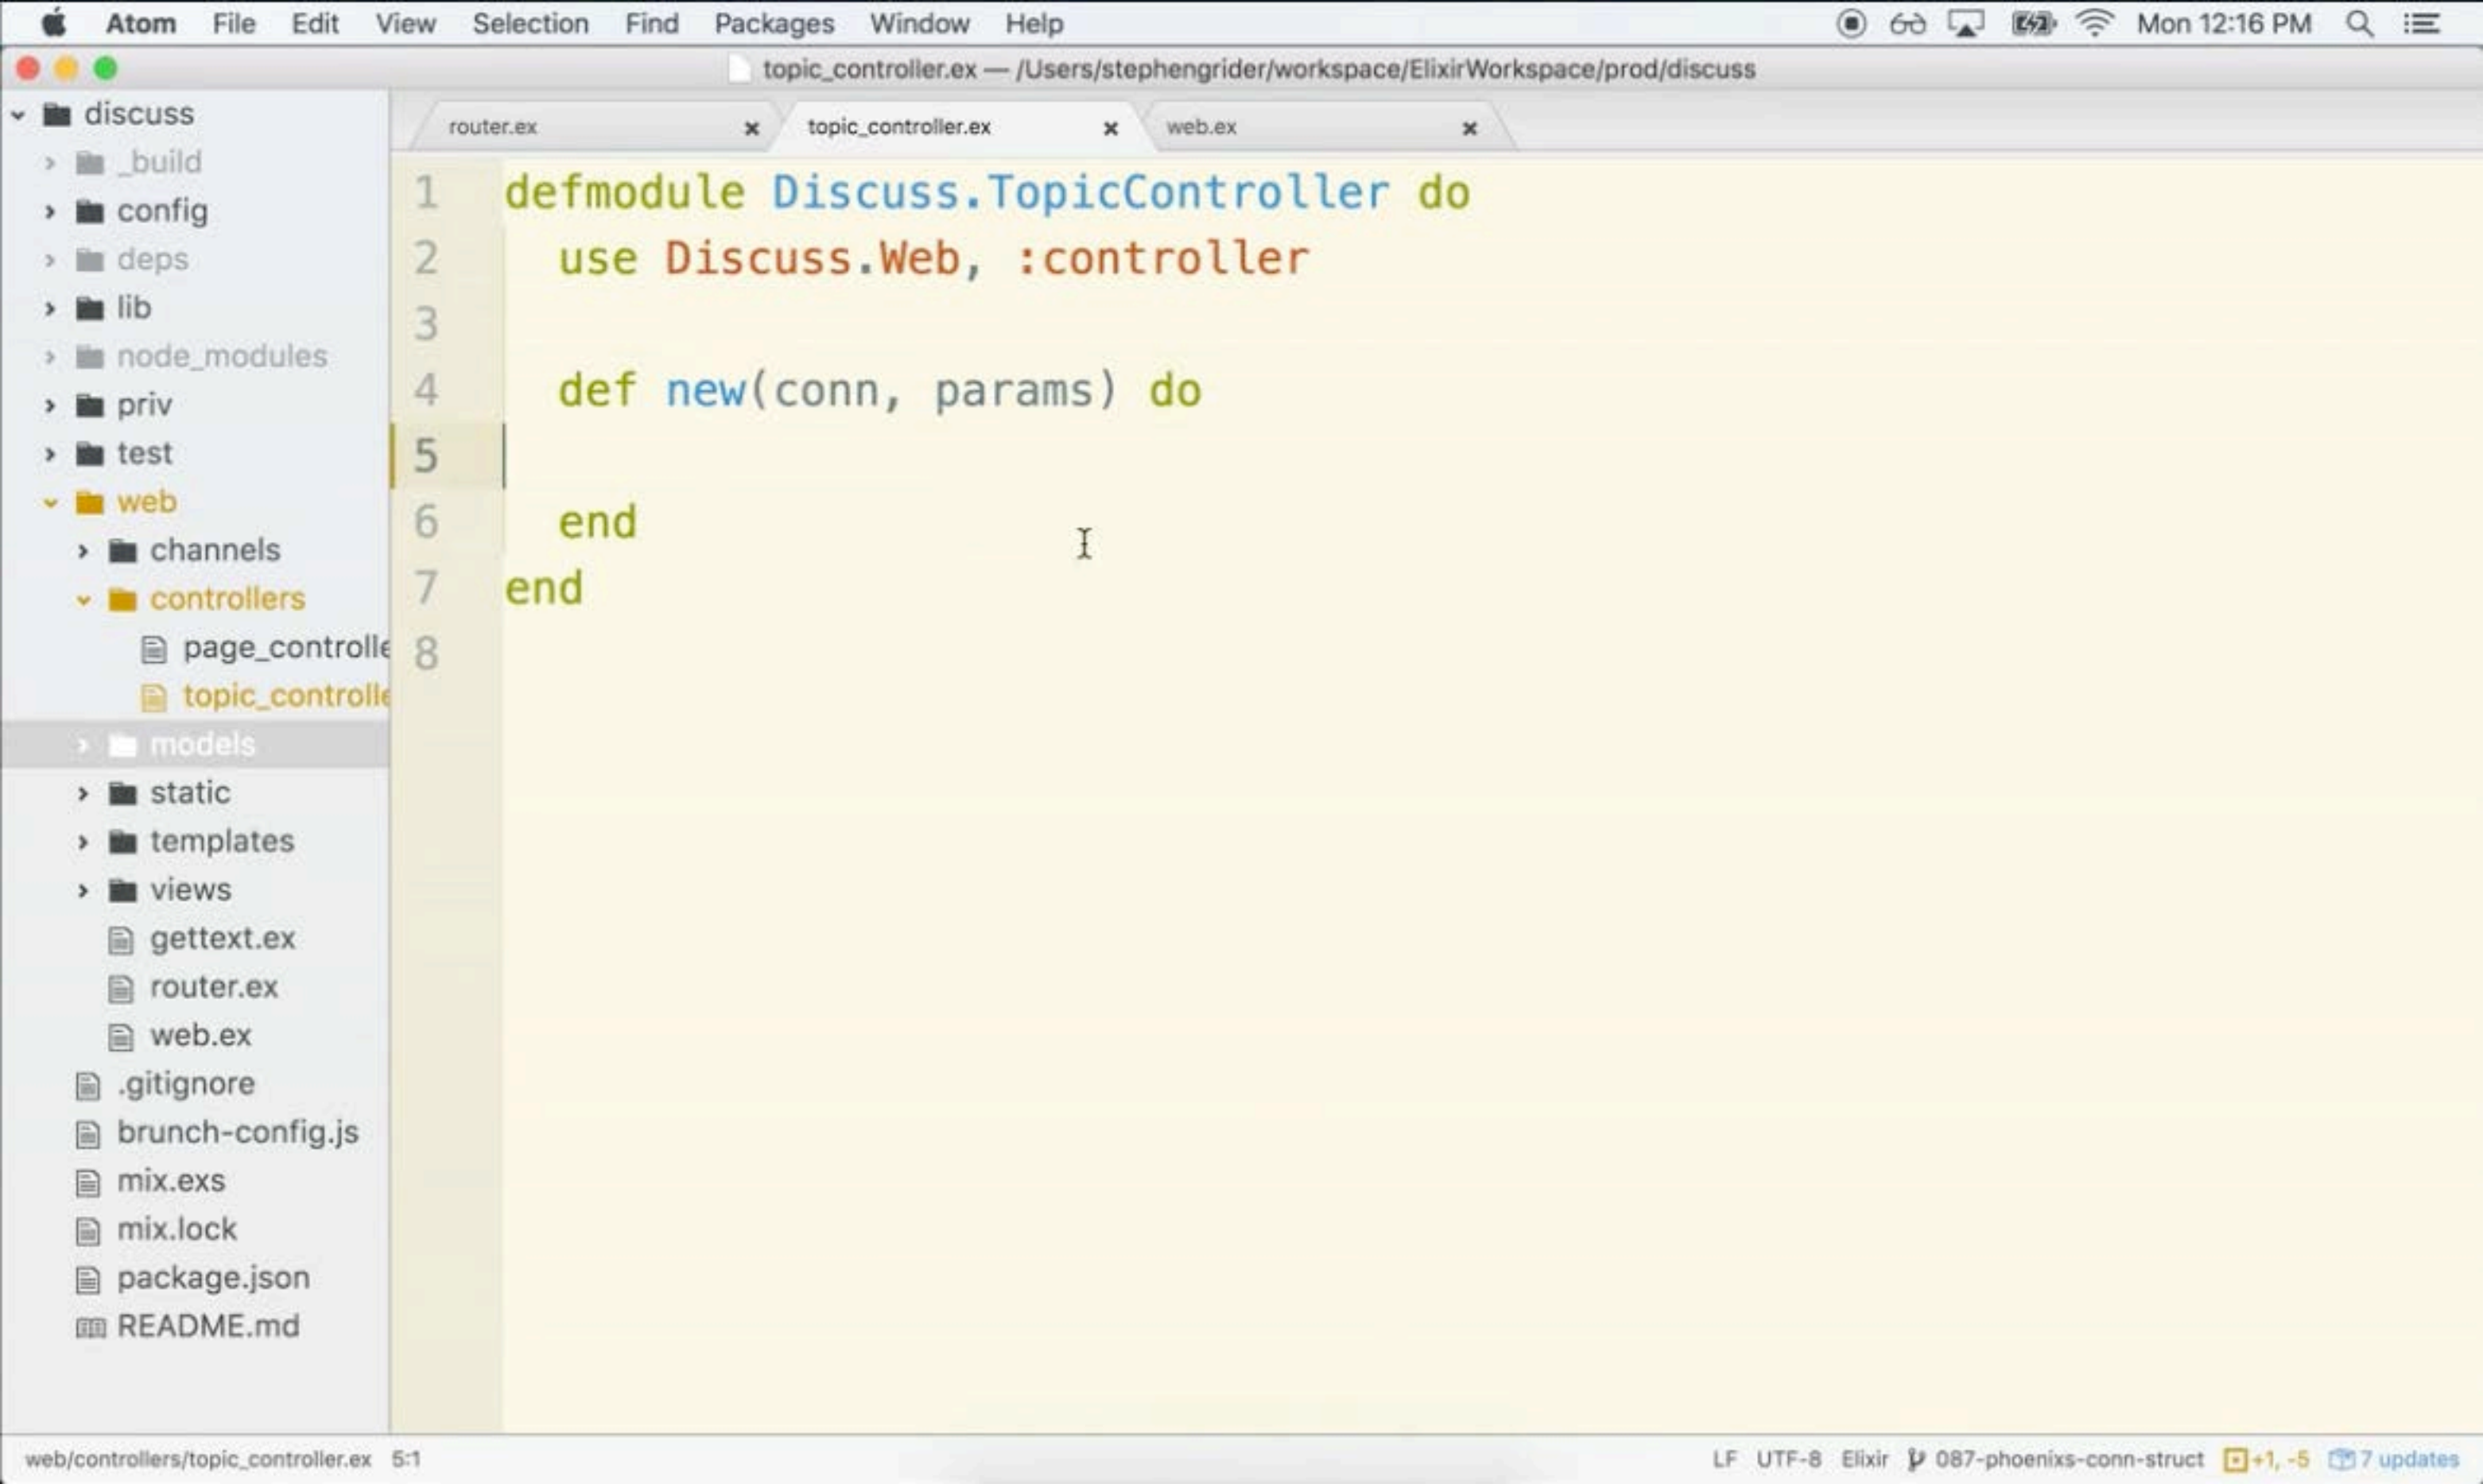 Atom File Edit View Selection Find Packages Window Help Mon 12:16 PM
topic_controller.ex — /Users/stephengrider/workspace/ElixirWorkspace/prod/discuss
router.ex topic_controller.ex web.ex
discuss
_build
config
deps
lib
node_modules
priv
test
web
channels
controllers
page_controlle
topic_controlle
models
static
templates
views
gettext.ex
router.ex
web.ex
.gitignore
brunch-config.js
mix.exs
mix.lock
package.json
README.md
1 defmodule Discuss.TopicController do
2 use Discuss.Web, :controller
3
4 def new(conn, params) do
5
6 end
7 end
8
web/controllers/topic_controller.ex 5:1 LF UTF-8 Elixir 087-phoenixs-conn-struct +1, -5 7 updates